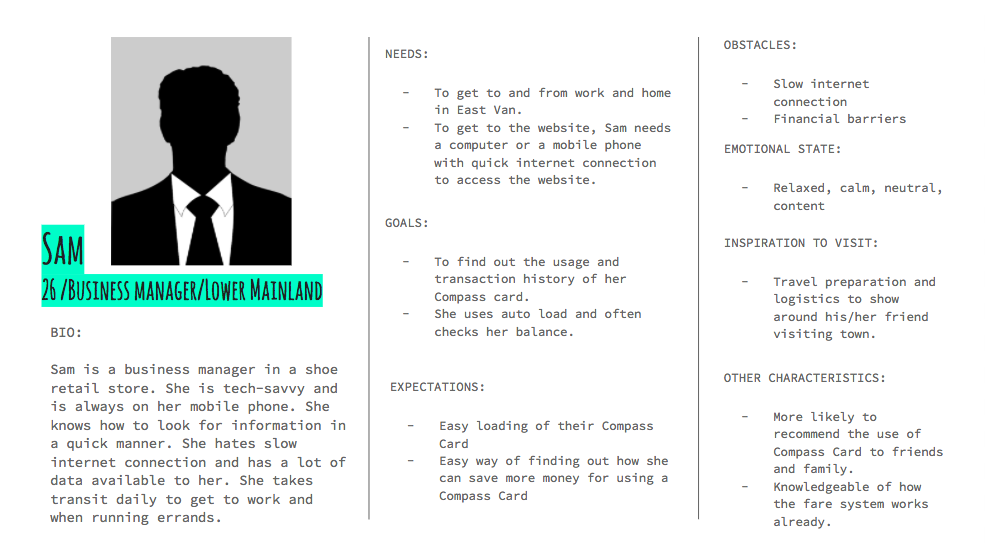 SAM
26 /BUSINESS MANAGER/LOWER MAINLAND
BIO:
Sam is a business manager in a shoe
retail store. She is tech-savvy and
is always on her mobile phone. She
knows how to look for information in
a quick manner. She hates slow
internet connection and has a lot of
data available to her. She takes
transit daily to get to work and
when running errands.
NEEDS:
- To get to and from work and home
in East Van.
- To get to the website, Sam needs
a computer or a mobile phone
with quick internet connection
to access the website.
GOALS:
- To find out the usage and
transaction history of her
Compass card.
- She uses auto load and often
checks her balance.
EXPECTATIONS:
- Easy loading of their Compass
Card
- Easy way of finding out how she
can save more money for using a
Compass Card
OBSTACLES:
- Slow internet
connection
- Financial barriers
EMOTIONAL STATE:
- Relaxed, calm, neutral,
content
INSPIRATION TO VISIT:
- Travel preparation and
logistics to show
around his/her friend
visiting town.
OTHER CHARACTERISTICS:
- More likely to
recommend the use of
Compass Card to friends
and family.
- Knowledgeable of how
the fare system works
already.